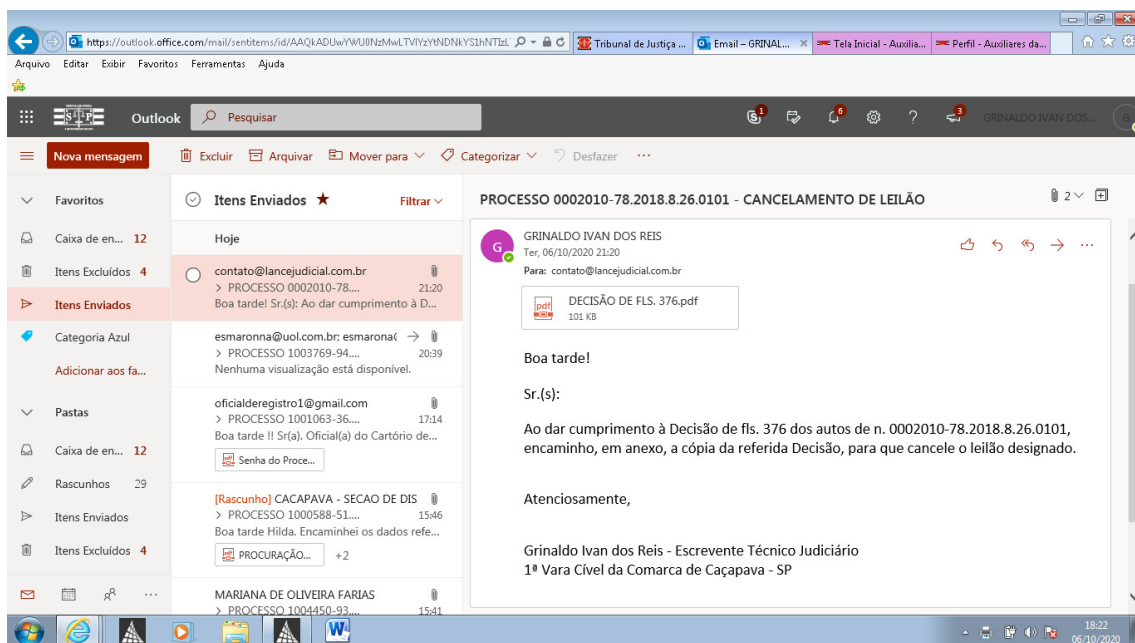 https://outlook.office.com/mail/sentitems/id/AAQkADUwYWU0NzMwLTVlYzYtNDNkYS1hNTIzL
Tribunal de Justiça ...
Email – GRINAL...
Tela Inicial - Auxilia...
Perfil - Auxiliares da...
Arquivo Editar Exibir Favoritos Ferramentas Ajuda
Outlook
Pesquisar
1
6
3
GRINALDO IVAN DOS...
G
Nova mensagem
Excluir Arquivar Mover para Categorizar Desfazer ...
Favoritos
Caixa de en... 12
Itens Excluídos 4
Itens Enviados
Categoria Azul
Adicionar aos fa...
Pastas
Caixa de en... 12
Rascunhos 29
Itens Enviados
Itens Excluídos 4
Itens Enviados ★ Filtrar
Hoje
contato@lancejudicial.com.br
> PROCESSO 0002010-78.... 21:20
Boa tarde! Sr.(s): Ao dar cumprimento à D...
esmaronna@uol.com.br; esmarona(
> PROCESSO 1003769-94.... 20:39
Nenhuma visualização está disponível.
oficialderegistro1@gmail.com
> PROCESSO 1001063-36.... 17:14
Boa tarde !! Sr(a). Oficial(a) do Cartório de...
Senha do Proce...
[Rascunho] CACAPAVA - SECAO DE DIS
> PROCESSO 1000588-51.... 15:46
Boa tarde Hilda. Encaminhei os dados refe...
PROCURAÇÃO... +2
MARIANA DE OLIVEIRA FARIAS
> PROCESSO 1004450-93.... 15:41
PROCESSO 0002010-78.2018.8.26.0101 - CANCELAMENTO DE LEILÃO
2
G
GRINALDO IVAN DOS REIS
Ter, 06/10/2020 21:20
Para: contato@lancejudicial.com.br
pdf
DECISÃO DE FLS. 376.pdf
101 KB
Boa tarde!
Sr.(s):
Ao dar cumprimento à Decisão de fls. 376 dos autos de n. 0002010-78.2018.8.26.0101,
encaminho, em anexo, a cópia da referida Decisão, para que cancele o leilão designado.
Atenciosamente,
Grinaldo Ivan dos Reis - Escrevente Técnico Judiciário
1ª Vara Cível da Comarca de Caçapava - SP
18:22
06/10/2020